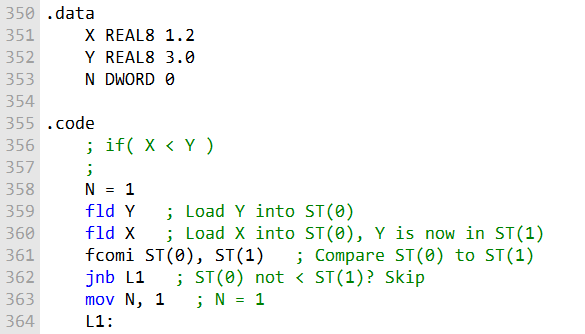 350 .data
351     X REAL8 1.2
352     Y REAL8 3.0
353     N DWORD 0
354
355 .code
356     ; if( X < Y )
357     ;
358     N = 1
359     fld Y   ; Load Y into ST(0)
360     fld X   ; Load X into ST(0), Y is now in ST(1)
361     fcomi ST(0), ST(1)   ; Compare ST(0) to ST(1)
362     jnb L1   ; ST(0) not < ST(1)? Skip
363     mov N, 1   ; N = 1
364     L1: